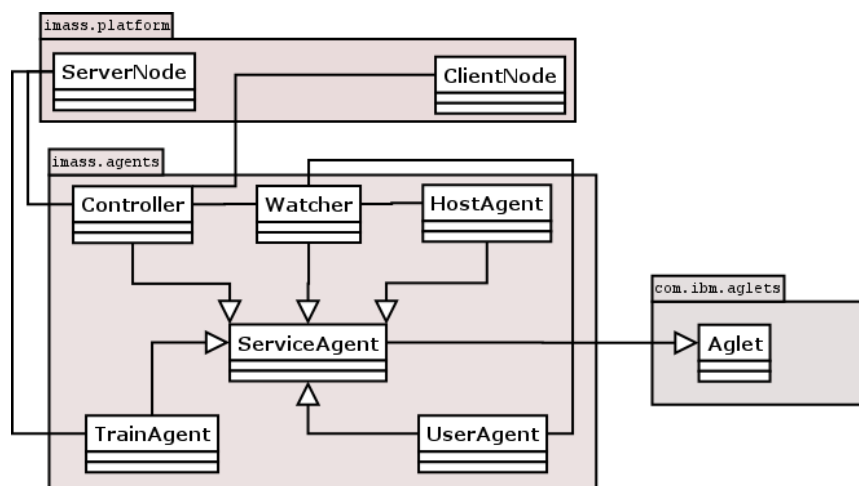 imass.platform
ServerNode
ClientNode
imass.agents
Controller
Watcher
HostAgent
com.ibm.aglets
ServiceAgent
Aglet
TrainAgent
UserAgent